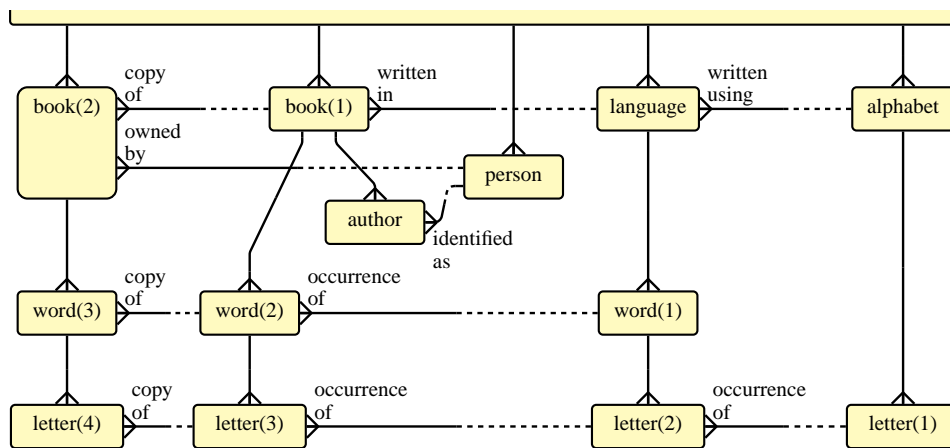 copy
of
written
in
written
using
book(2)
book(1)
language
alphabet
owned
by
person
author
identified
as
copy
of
occurrence
of
word(3)
word(2)
word(1)
copy
of
occurrence
of
occurrence
of
letter(4)
letter(3)
letter(2)
letter(1)